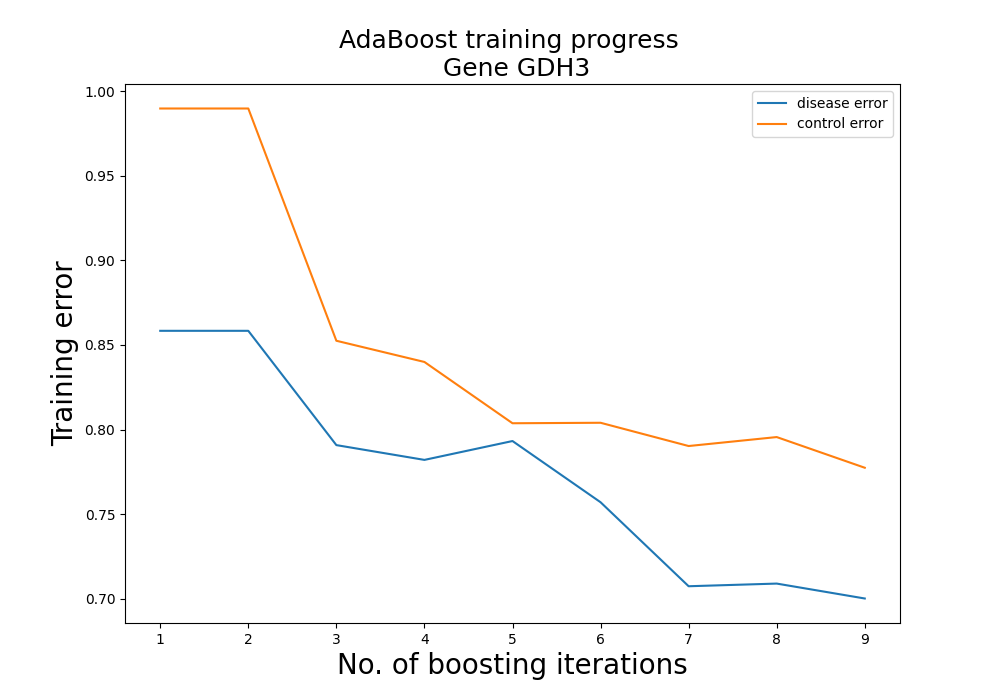 AdaBoost training progress
Gene GDH3
disease error
control error
Training error
1.00
0.95
0.90
0.85
0.80
0.75
0.70
1 2 3 4 5 6 7 8 9
No. of boosting iterations